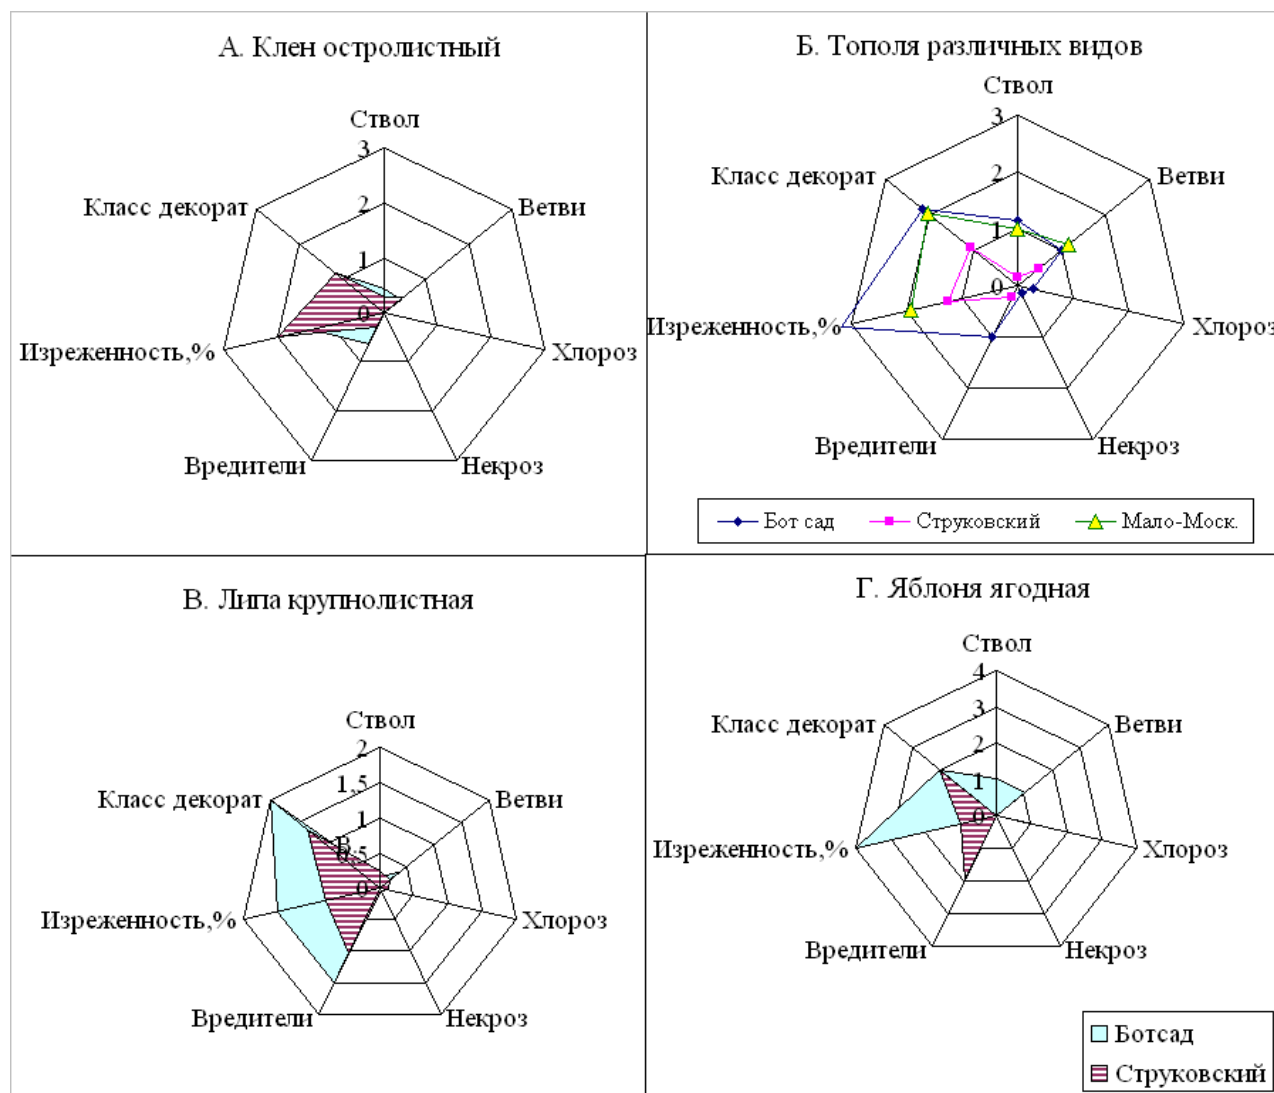 А. Клен остролистный
Ствол
3
Ветви
2
Класс декорат
1
0
Изреженность,%
Хлороз
Вредители
Некроз
Б. Тополя различных видов
Ствол
3
Ветви
2
Класс декорат
1
0
Изреженность,%
Хлороз
Вредители
Некроз
Бот сад
Струковский
Мало-Моск.
В. Липа крупнолистная
Ствол
2
1,5
Ветви
Класс декорат
1
В
0,5
0
Изреженность,%
Хлороз
Вредители
Некроз
Г. Яблоня ягодная
Ствол
4
3
Ветви
Класс декорат
2
1
0
Изреженность,%
Хлороз
Вредители
Некроз
Ботсад
Струковский